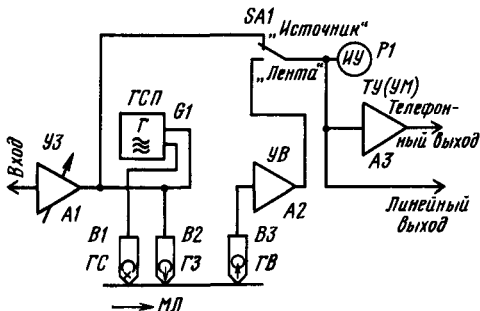 SA1
„Источник“
„Лента“
ИУ
P1
ТУ(УМ)
Телефон-
ный выход
A3
Линейный
выход
ГСП
Г
G1
Вход
УЗ
A1
УВ
A2
B1
B2
B3
ГС
ГЗ
ГВ
МЛ